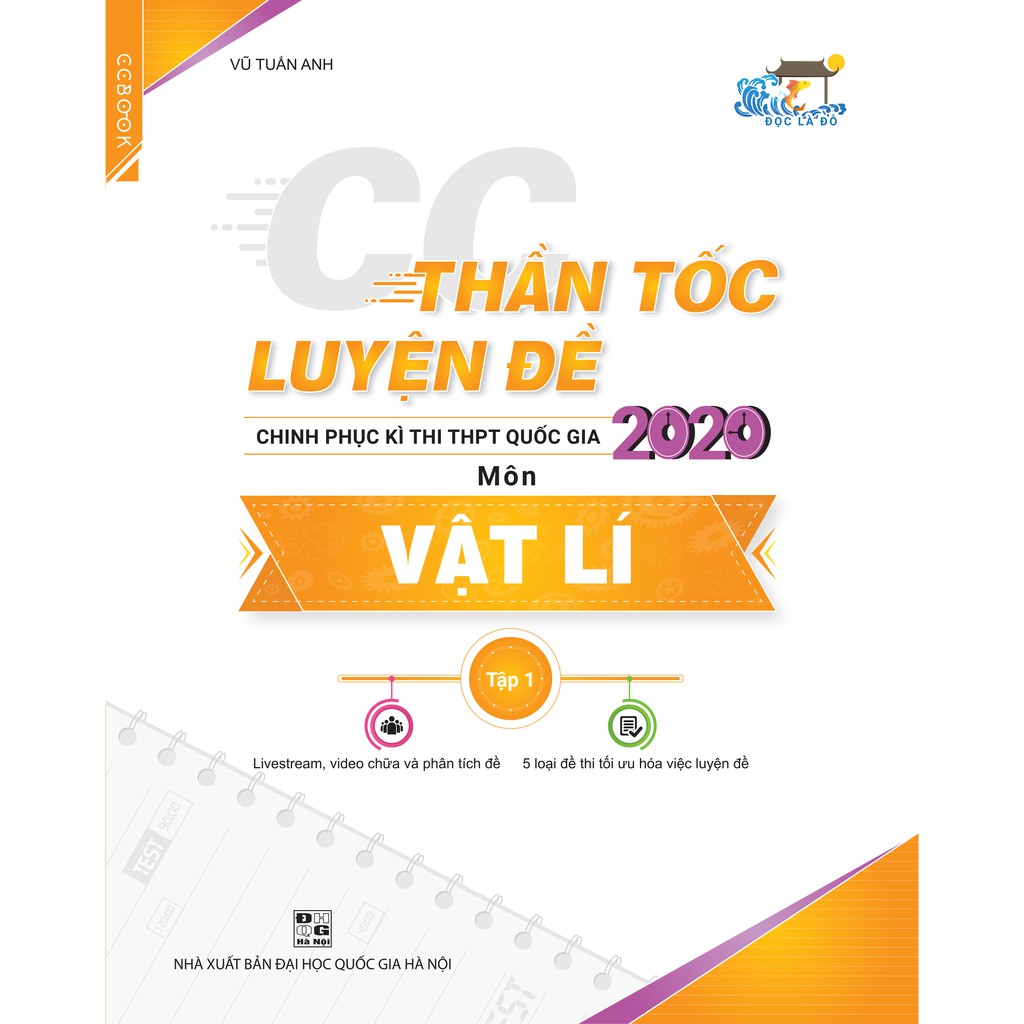 CCBOOK
VŨ TUẤN ANH
ĐỌC LÀ ĐỖ
CC
THẦN TỐC
LUYỆN ĐỀ
CHINH PHỤC KÌ THI THPT QUỐC GIA 2020
Môn
VẬT LÍ
Tập 1
Livestream, video chữa và phân tích đề
5 loại đề thi tối ưu hóa việc luyện đề
TEST
ĐH
QG
Hà Nội
NHÀ XUẤT BẢN ĐẠI HỌC QUỐC GIA HÀ NỘI
TEST